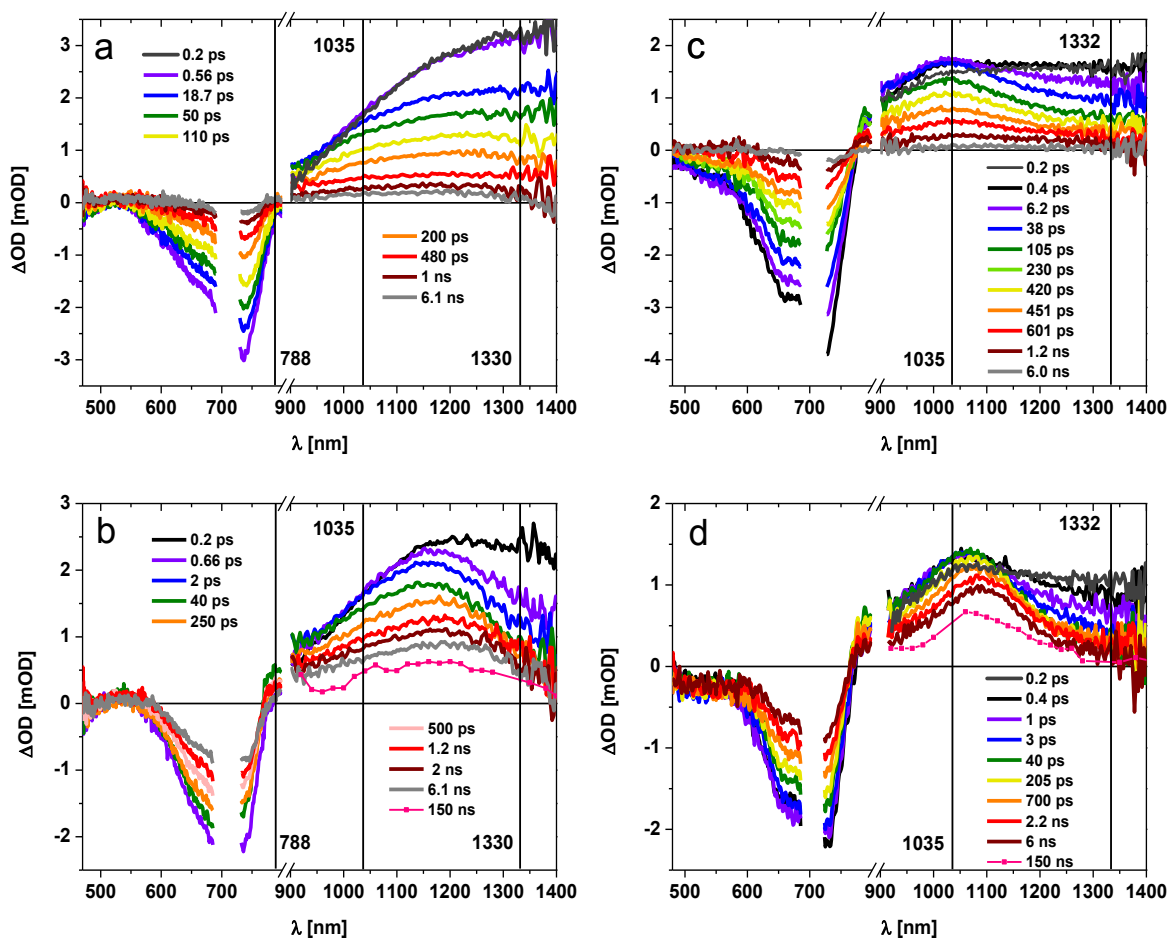 a
0.2 ps
0.56 ps
18.7 ps
50 ps
110 ps
1035
200 ps
480 ps
1 ns
6.1 ns
788
1330
3
2
1
0
-1
-2
-3
ΔOD [mOD]
500 600 700 900 1000 1100 1200 1300 1400
λ [nm]
c
1332
0.2 ps
0.4 ps
6.2 ps
38 ps
105 ps
230 ps
420 ps
451 ps
601 ps
1.2 ns
6.0 ns
1035
2
1
0
-1
-2
-3
-4
ΔOD [mOD]
500 600 700 900 1000 1100 1200 1300 1400
λ [nm]
b
0.2 ps
0.66 ps
2 ps
40 ps
250 ps
1035
500 ps
1.2 ns
2 ns
6.1 ns
150 ns
788
1330
3
2
1
0
-1
-2
ΔOD [mOD]
500 600 700 900 1000 1100 1200 1300 1400
λ [nm]
d
1332
0.2 ps
0.4 ps
1 ps
3 ps
40 ps
205 ps
700 ps
2.2 ns
6 ns
150 ns
1035
2
1
0
-1
-2
ΔOD [mOD]
500 600 700 900 1000 1100 1200 1300 1400
λ [nm]